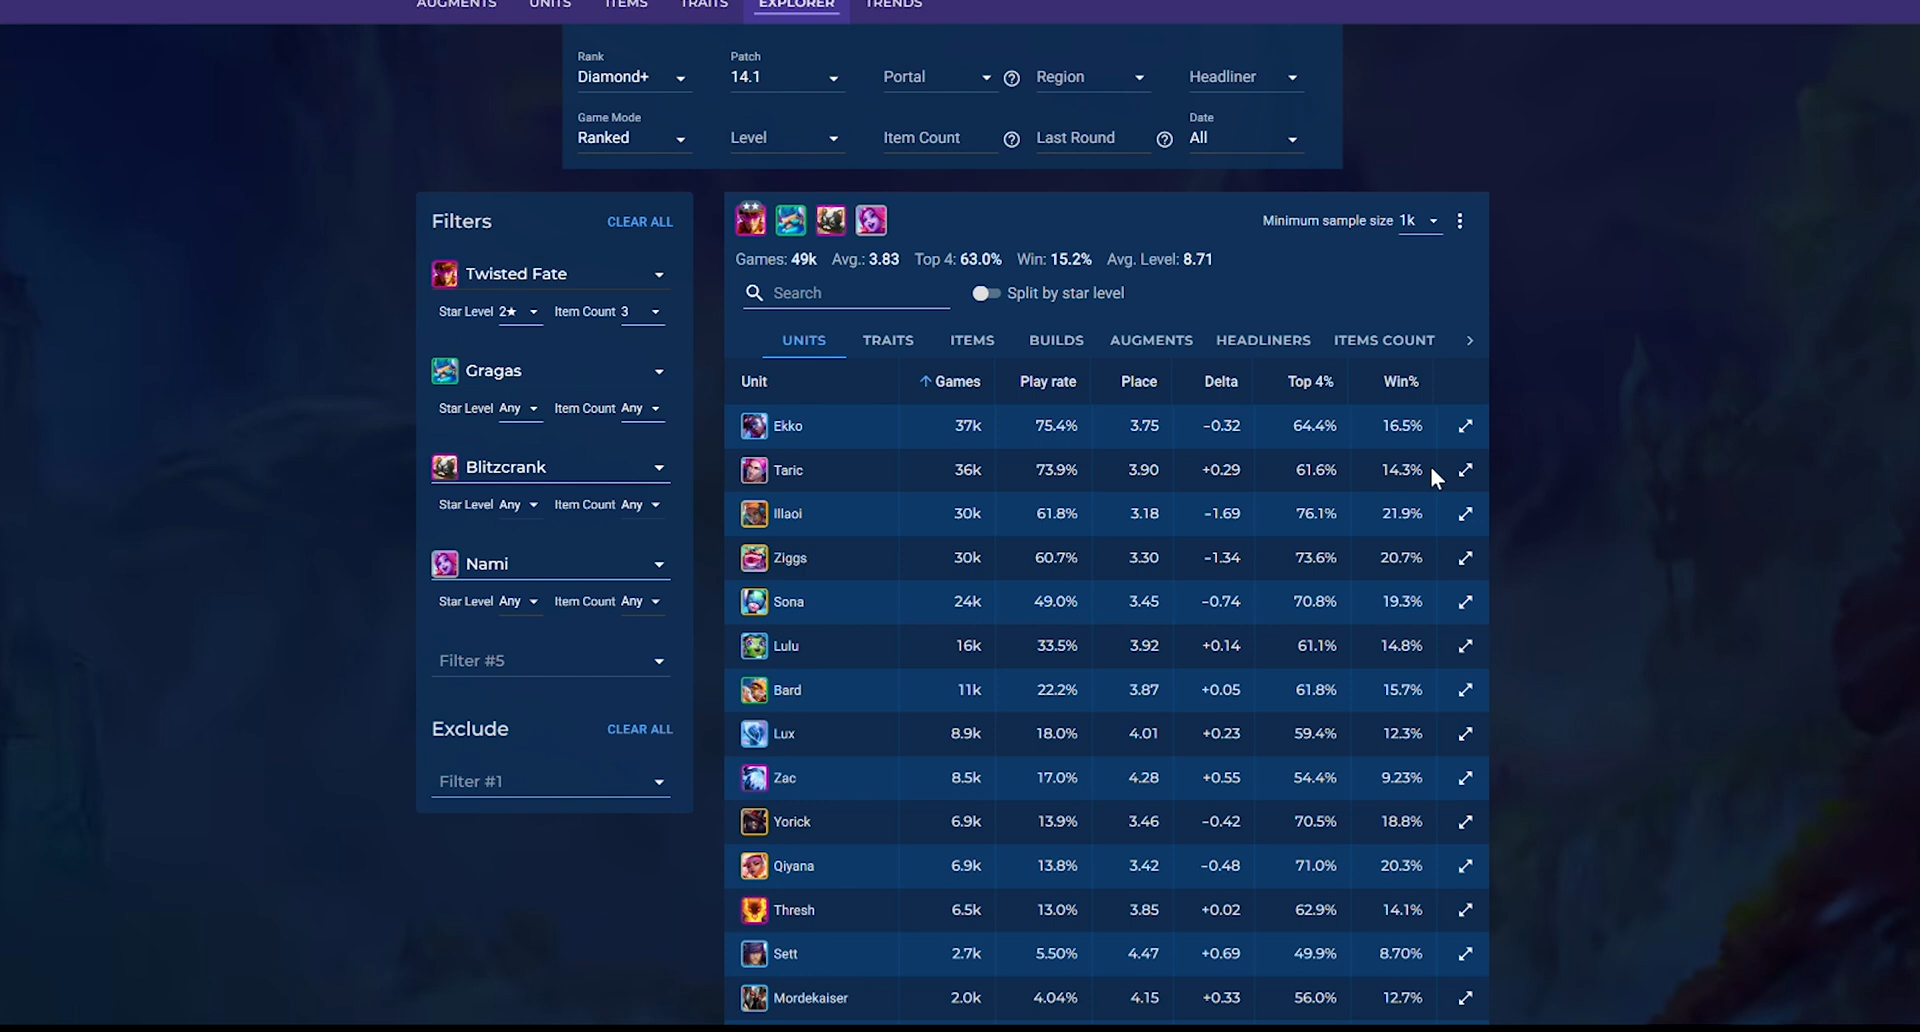 AUGMENTS UNITS ITEMS TRAITS EXPLORER TRENDS
Rank Patch
Diamond+ 14.1 Portal Region Headliner
Game Mode Date
Ranked Level Item Count Last Round All
Filters CLEAR ALL
Twisted Fate
Star Level 2★ Item Count 3
Gragas
Star Level Any Item Count Any
Blitzcrank
Star Level Any Item Count Any
Nami
Star Level Any Item Count Any
Filter #5
Exclude CLEAR ALL
Filter #1
Minimum sample size 1k
Games: 49k Avg.: 3.83 Top 4: 63.0% Win: 15.2% Avg. Level: 8.71
Search Split by star level
UNITS TRAITS ITEMS BUILDS AUGMENTS HEADLINERS ITEMS COUNT
Unit Games Play rate Place Delta Top 4% Win%
Ekko 37k 75.4% 3.75 -0.32 64.4% 16.5%
Taric 36k 73.9% 3.90 +0.29 61.6% 14.3%
Illaoi 30k 61.8% 3.18 -1.69 76.1% 21.9%
Ziggs 30k 60.7% 3.30 -1.34 73.6% 20.7%
Sona 24k 49.0% 3.45 -0.74 70.8% 19.3%
Lulu 16k 33.5% 3.92 +0.14 61.1% 14.8%
Bard 11k 22.2% 3.87 +0.05 61.8% 15.7%
Lux 8.9k 18.0% 4.01 +0.23 59.4% 12.3%
Zac 8.5k 17.0% 4.28 +0.55 54.4% 9.23%
Yorick 6.9k 13.9% 3.46 -0.42 70.5% 18.8%
Qiyana 6.9k 13.8% 3.42 -0.48 71.0% 20.3%
Thresh 6.5k 13.0% 3.85 +0.02 62.9% 14.1%
Sett 2.7k 5.50% 4.47 +0.69 49.9% 8.70%
Mordekaiser 2.0k 4.04% 4.15 +0.33 56.0% 12.7%